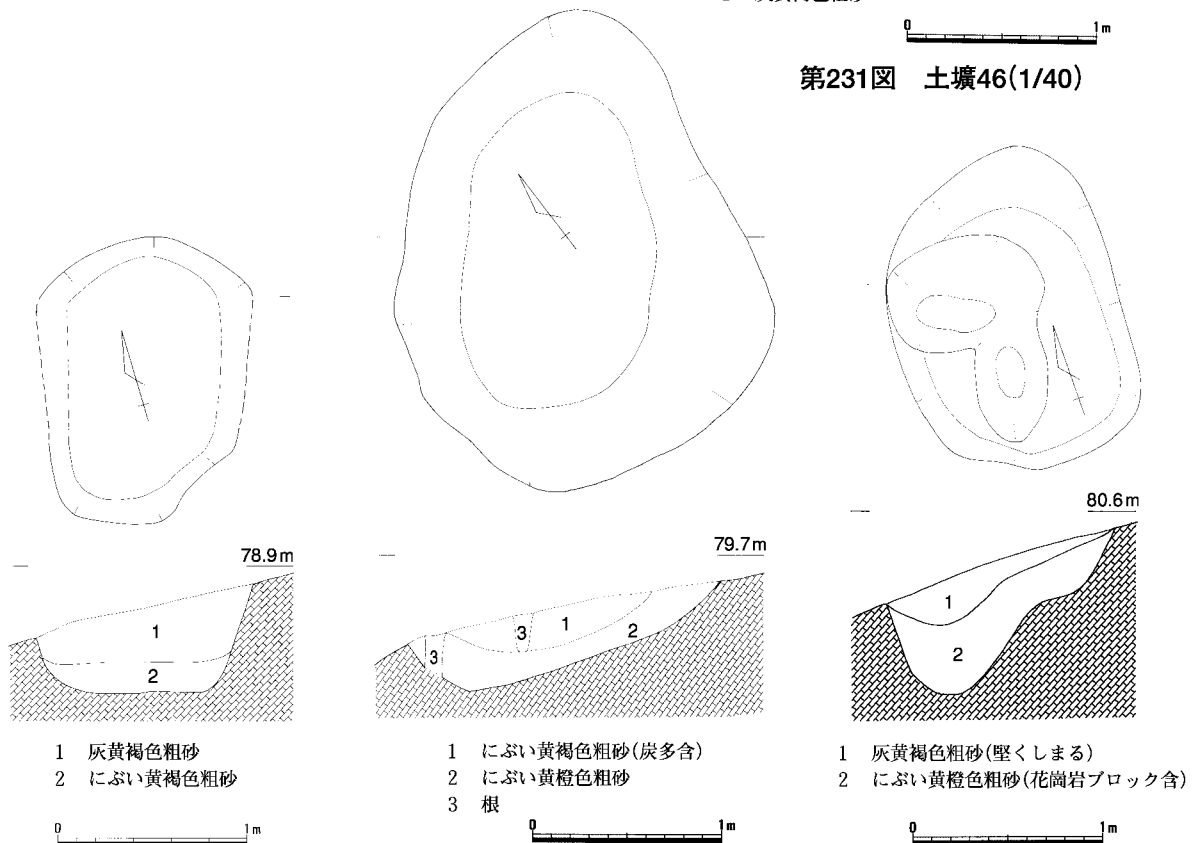 0 1m
第231図 土壙46(1/40)
78.9m
1
2
1 灰黄褐色粗砂
2 にぶい黄褐色粗砂
0 1m
79.7m
3
1
2
3
1 にぶい黄褐色粗砂(炭多含)
2 にぶい黄橙色粗砂
3 根
0 1m
80.6m
1
2
1 灰黄褐色粗砂(堅くしまる)
2 にぶい黄橙色粗砂(花崗岩ブロック含)
0 1m